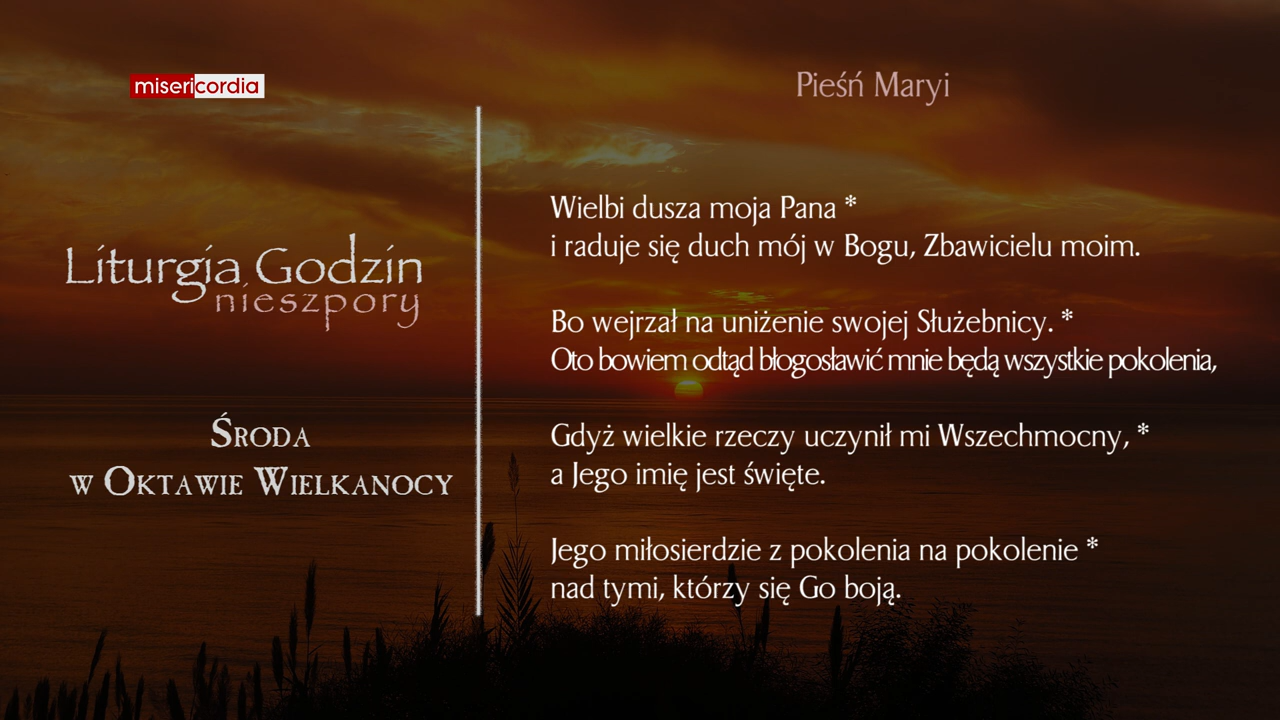 misericordia
Liturgia Godzin
nieszpory
Środa
w Oktawie Wielkanocy
Pieśń Maryi
Wielbi dusza moja Pana *
i raduje się duch mój w Bogu, Zbawicielu moim.
Bo wejrzał na uniżenie swojej Służebnicy. *
Oto bowiem odtąd błogosławić mnie będą wszystkie pokolenia,
Gdyż wielkie rzeczy uczynił mi Wszechmocny, *
a Jego imię jest święte.
Jego miłosierdzie z pokolenia na pokolenie *
nad tymi, którzy się Go boją.